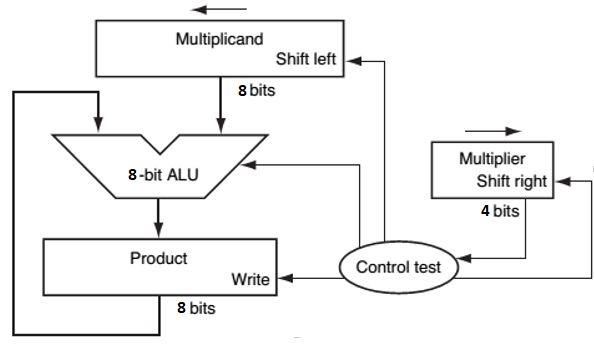 Multiplicand
Shift left
8 bits
8-bit ALU
Multiplier
Shift right
4 bits
Product
Write
Control test
8 bits